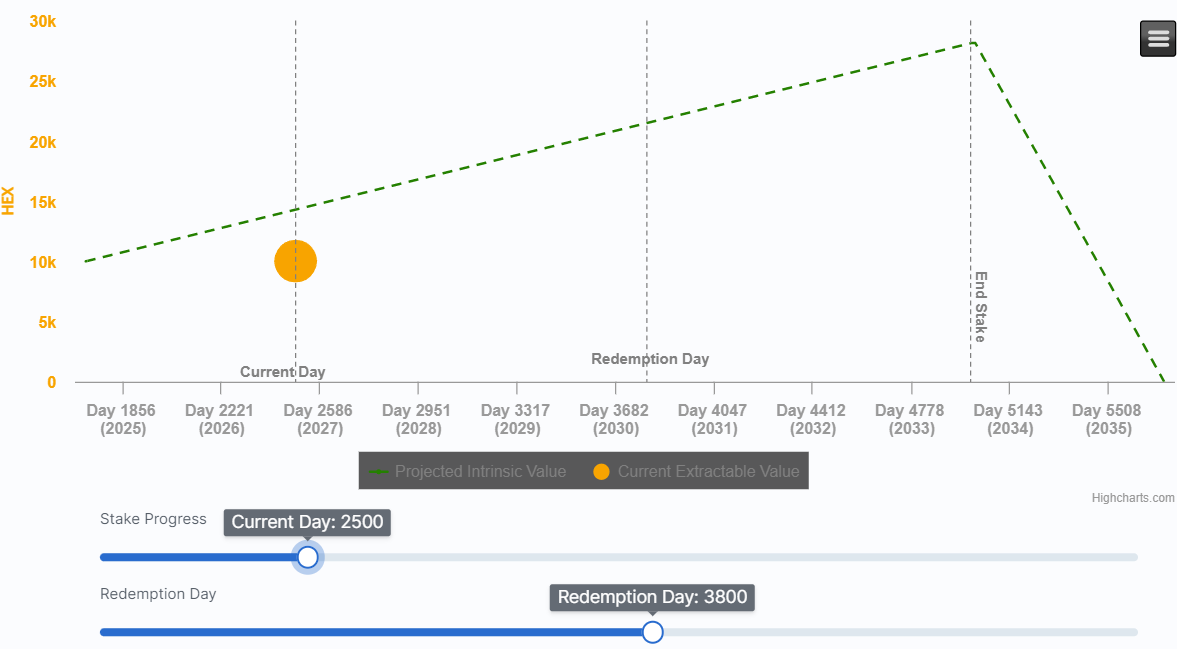 30k
25k
20k
15k
10k
5k
0
HEX
Current Day
Redemption Day
End Stake
Day 1856 Day 2221 Day 2586 Day 2951 Day 3317 Day 3682 Day 4047 Day 4412 Day 4778 Day 5143 Day 5508
(2025) (2026) (2027) (2028) (2029) (2030) (2031) (2032) (2033) (2034) (2035)
Projected Intrinsic Value Current Extractable Value
Highcharts.com
Stake Progress
Current Day: 2500
Redemption Day
Redemption Day: 3800